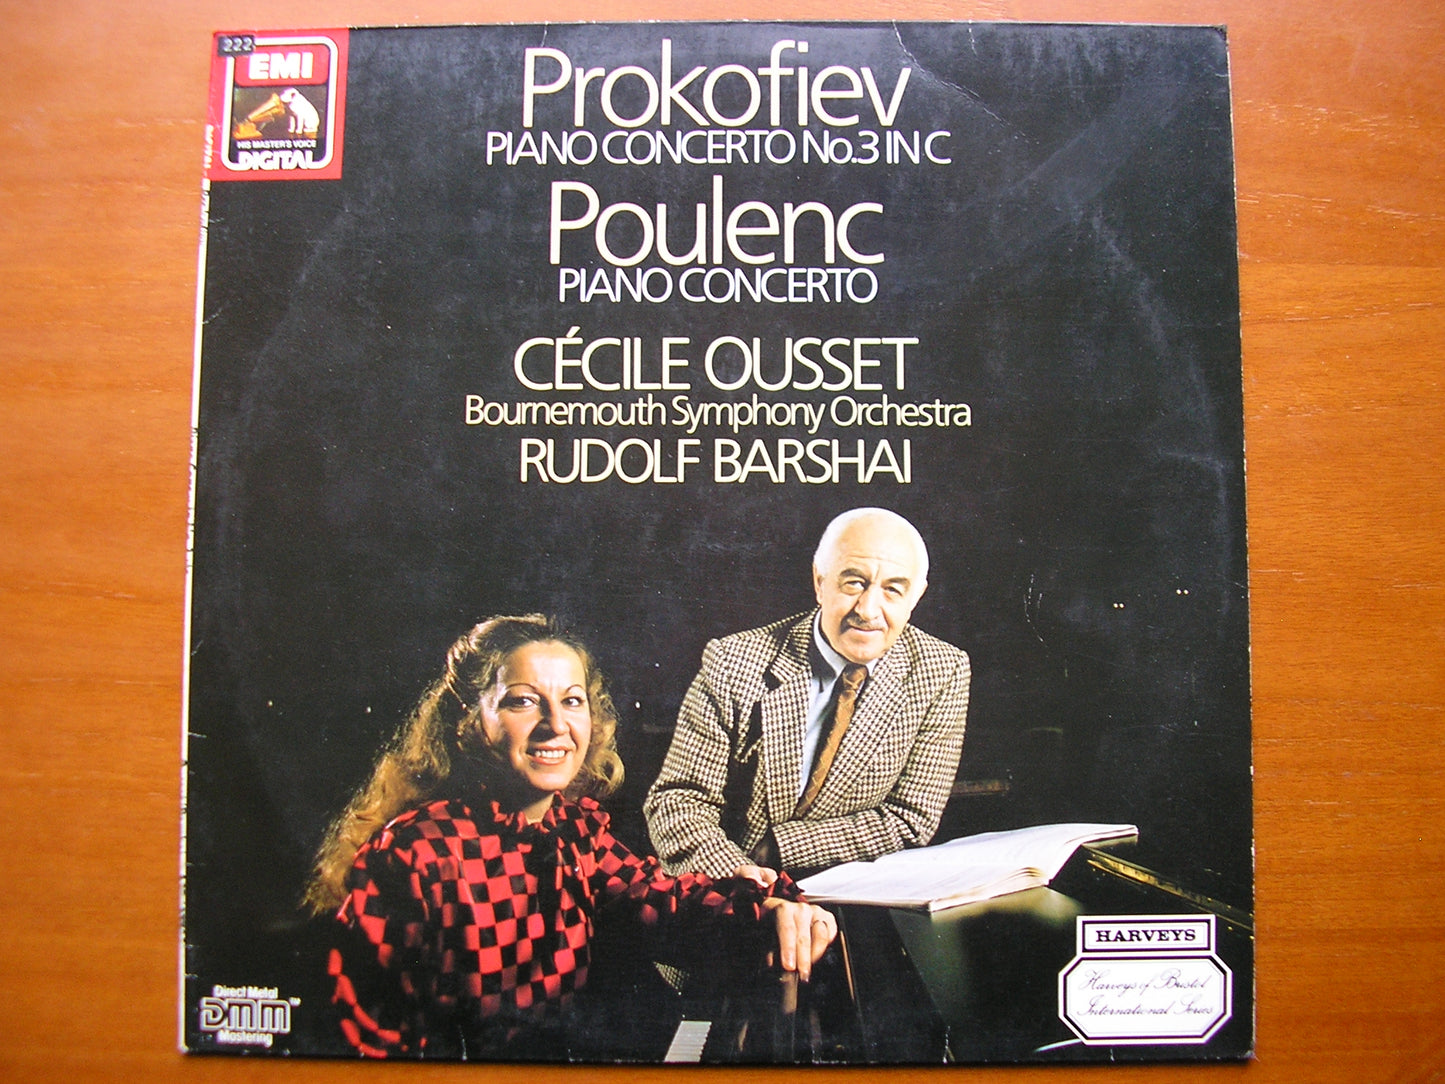 222
EMI
HIS MASTER'S VOICE
DIGITAL
Prokofiev
PIANO CONCERTO No.3 IN C
Poulenc
PIANO CONCERTO
CÉCILE OUSSET
Bournemouth Symphony Orchestra
RUDOLF BARSHAI
HARVEYS
Harveys of Bristol
International Series
Direct Metal
DMM TM
Mastering